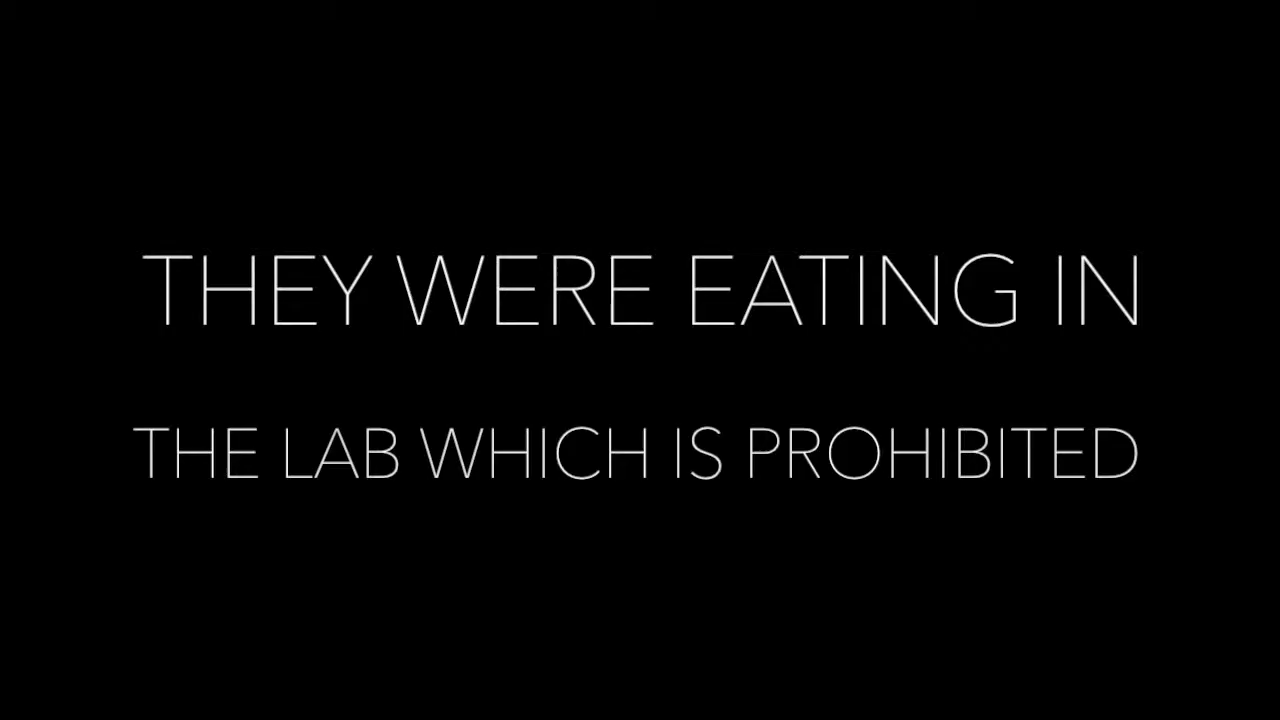 THEY WERE EATING IN
THE LAB WHICH IS PROHIBITED